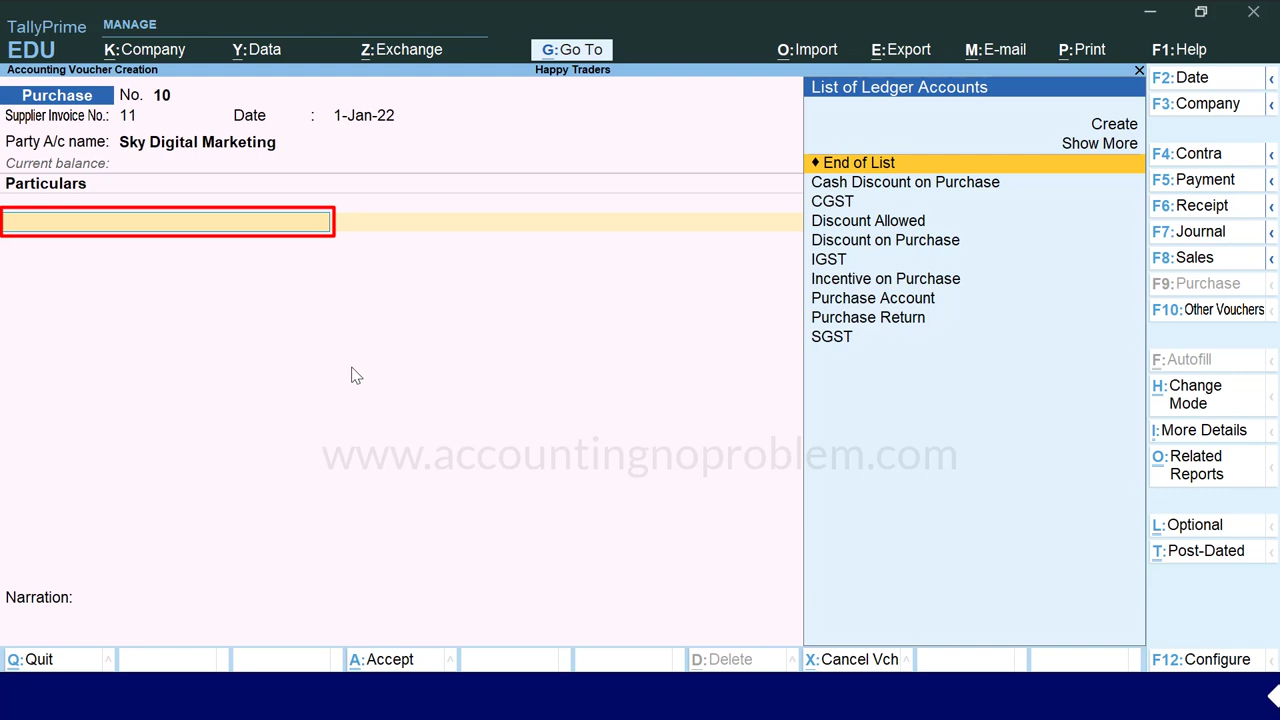 TallyPrime
EDU
MANAGE
K:Company
Y:Data
Z:Exchange
G:Go To
O:Import
E:Export
M:E-mail
P:Print
F1:Help
Accounting Voucher Creation
Happy Traders
Purchase No. 10
Supplier Invoice No.: 11 Date : 1-Jan-22
Party A/c name: Sky Digital Marketing
Current balance:
Particulars
Narration:
List of Ledger Accounts
Create
Show More
♦ End of List
Cash Discount on Purchase
CGST
Discount Allowed
Discount on Purchase
IGST
Incentive on Purchase
Purchase Account
Purchase Return
SGST
F2:Date
F3:Company
F4:Contra
F5:Payment
F6:Receipt
F7:Journal
F8:Sales
F9:Purchase
F10:Other Vouchers
F:Autofill
H:Change
Mode
I:More Details
O:Related
Reports
L:Optional
T:Post-Dated
www.accountingnoproblem.com
Q:Quit
A:Accept
D:Delete
X:Cancel Vch
F12:Configure